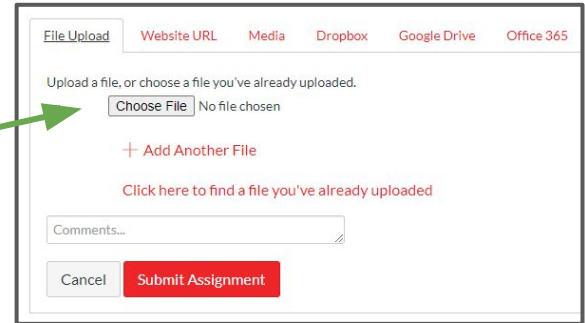 File Upload Website URL Media Dropbox Google Drive Office 365
Upload a file, or choose a file you've already uploaded.
Choose File No file chosen
+ Add Another File
Click here to find a file you've already uploaded
Comments...
Cancel Submit Assignment